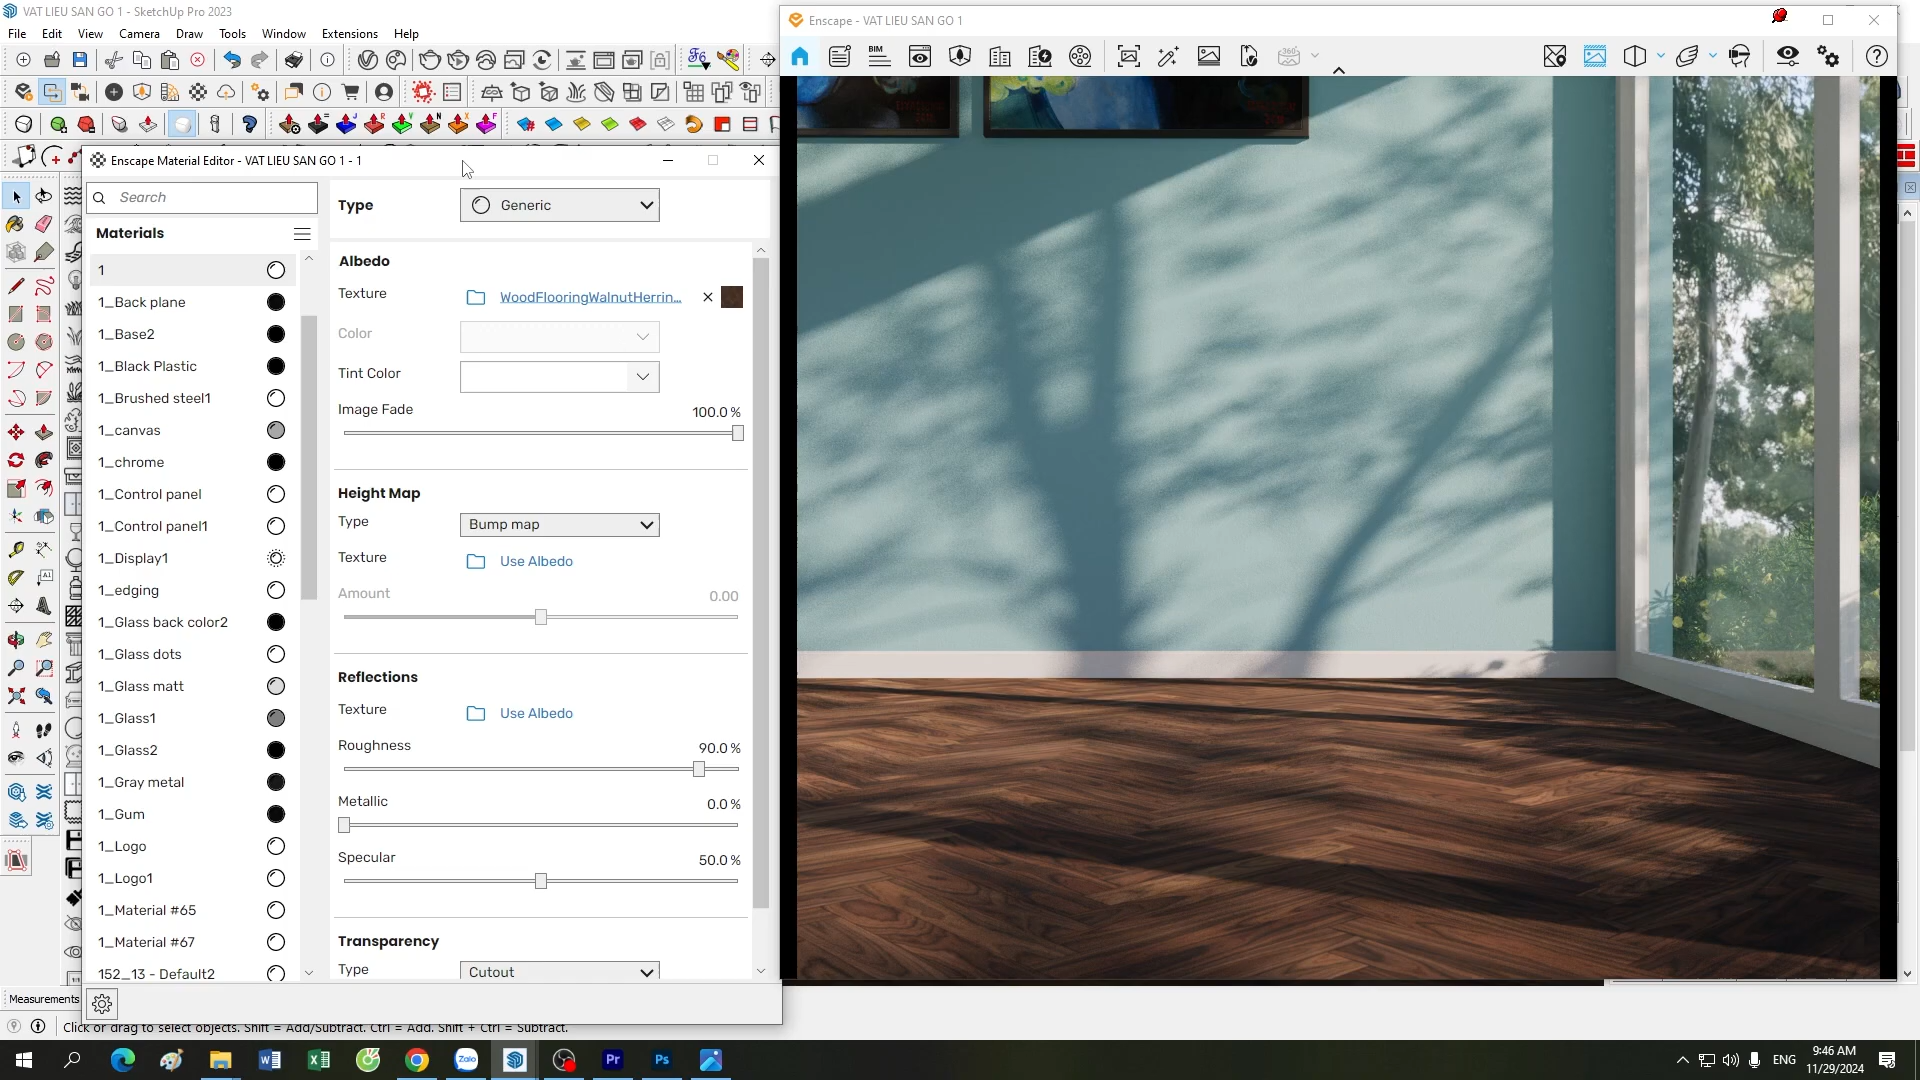 VAT LIEU SAN GO 1 - SketchUp Pro 2023
File Edit View Camera Draw Tools Window Extensions Help
Enscape - VAT LIEU SAN GO 1
BIM
360°
Enscape Material Editor - VAT LIEU SAN GO 1 - 1
Search
Materials
1
1_Back plane
1_Base2
1_Black Plastic
1_Brushed steel1
1_canvas
1_chrome
1_Control panel
1_Control panel1
1_Display1
1_edging
1_Glass back color2
1_Glass dots
1_Glass matt
1_Glass1
1_Glass2
1_Gray metal
1_Gum
1_Logo
1_Logo1
1_Material #65
1_Material #67
152_13 - Default2
Type Generic
Albedo
Texture WoodFlooringWalnutHerrin...
Color
Tint Color
Image Fade 100.0 %
Height Map
Type Bump map
Texture Use Albedo
Amount 0.00
Reflections
Texture Use Albedo
Roughness 90.0 %
Metallic 0.0 %
Specular 50.0 %
Transparency
Type Cutout
Measurements
Click or drag to select objects. Shift = Add/Subtract. Ctrl = Add. Shift + Ctrl = Subtract.
Zalo
Pr
Ps
ENG
9:46 AM
11/29/2024